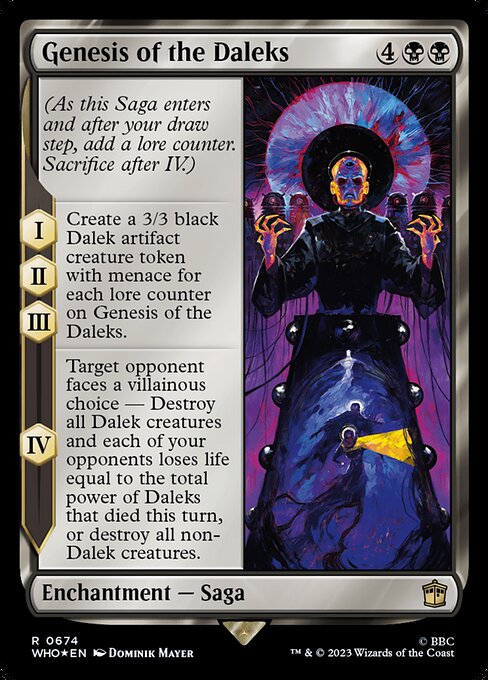 Genesis of the Daleks 4
(As this Saga enters
and after your draw
step, add a lore counter.
Sacrifice after IV.)
I
II
III
Create a 3/3 black
Dalek artifact
creature token
with menace for
each lore counter
on Genesis of the
Daleks.
IV
Target opponent
faces a villainous
choice — Destroy
all Dalek creatures
and each of your
opponents loses life
equal to the total
power of Daleks
that died this turn,
or destroy all non-
Dalek creatures.
Enchantment — Saga
R 0674
WHO★EN Dominik Mayer
© BBC
™ & © 2023 Wizards of the Coast